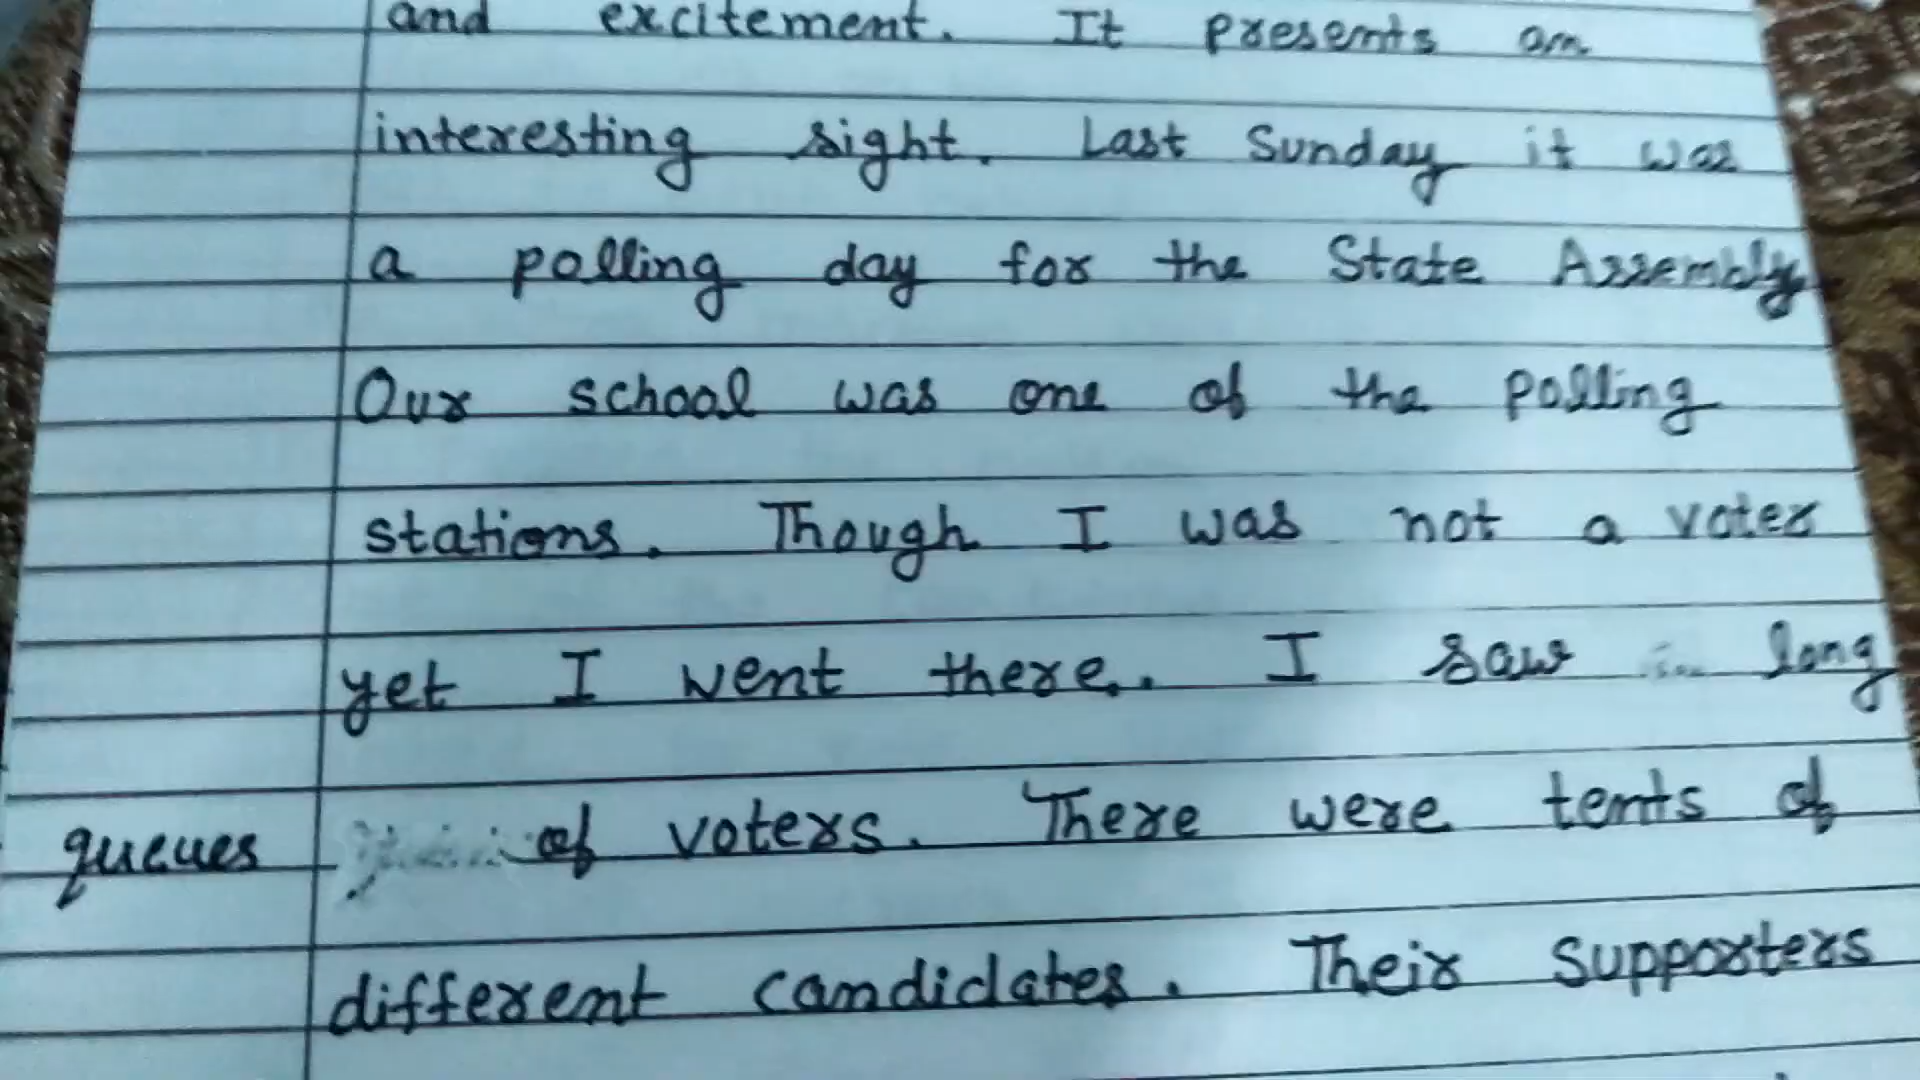 and excitement. It presents an
interesting sight. Last Sunday it was
a polling day for the State Assembly
Our school was one of the polling
stations. Though I was not a voter
yet I went there. I saw long
queues of voters. There were tents of
different candidates. Their supporters